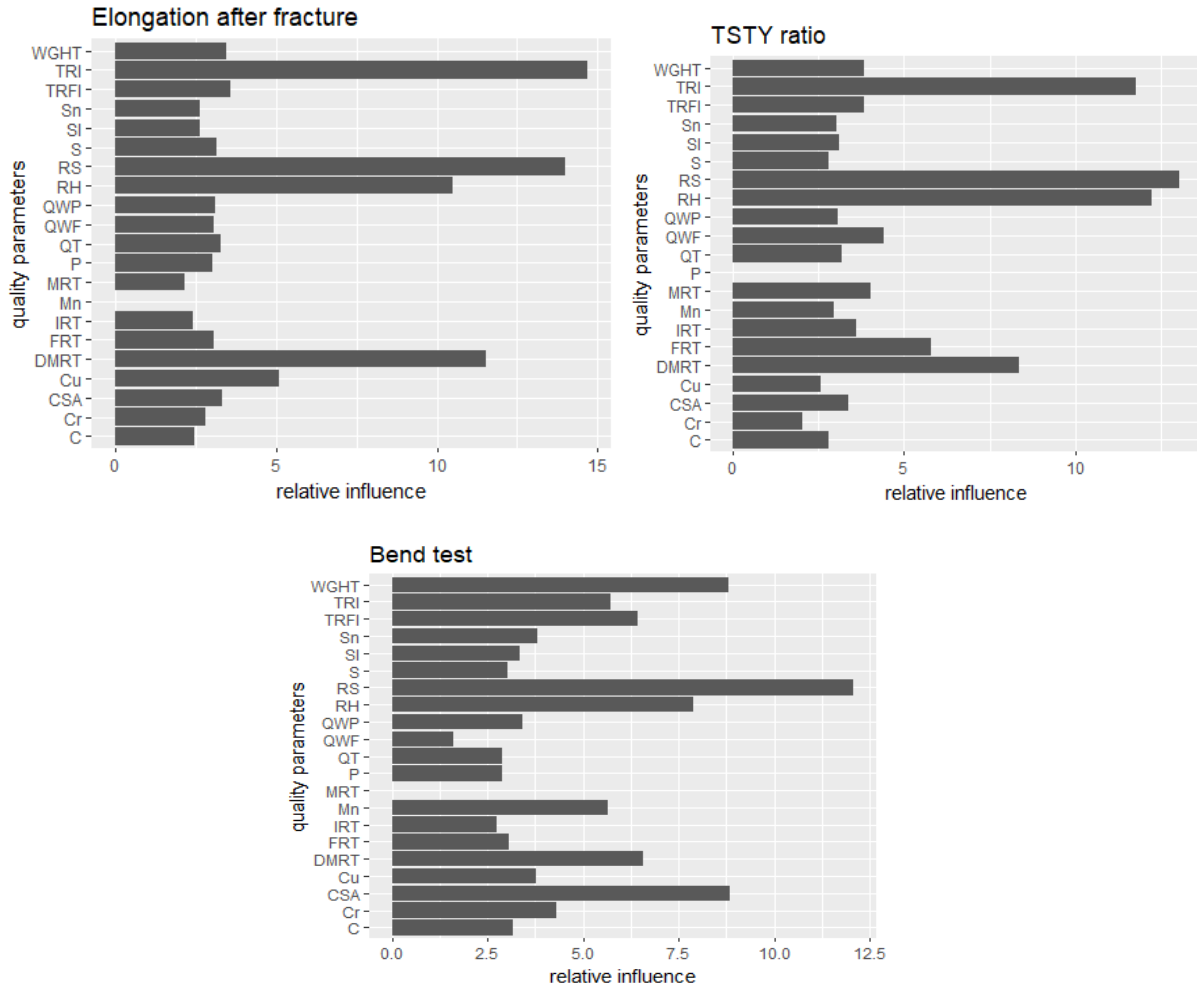 Elongation after fracture
quality parameters
WGHT
TRI
TRFI
Sn
SI
S
RS
RH
QWP
QWF
QT
P
MRT
Mn
IRT
FRT
DMRT
Cu
CSA
Cr
C
0 5 10 15
relative influence
TSTY ratio
quality parameters
WGHT
TRI
TRFI
Sn
SI
S
RS
RH
QWP
QWF
QT
P
MRT
Mn
IRT
FRT
DMRT
Cu
CSA
Cr
C
0 5 10
relative influence
Bend test
quality parameters
WGHT
TRI
TRFI
Sn
SI
S
RS
RH
QWP
QWF
QT
P
MRT
Mn
IRT
FRT
DMRT
Cu
CSA
Cr
C
0.0 2.5 5.0 7.5 10.0 12.5
relative influence